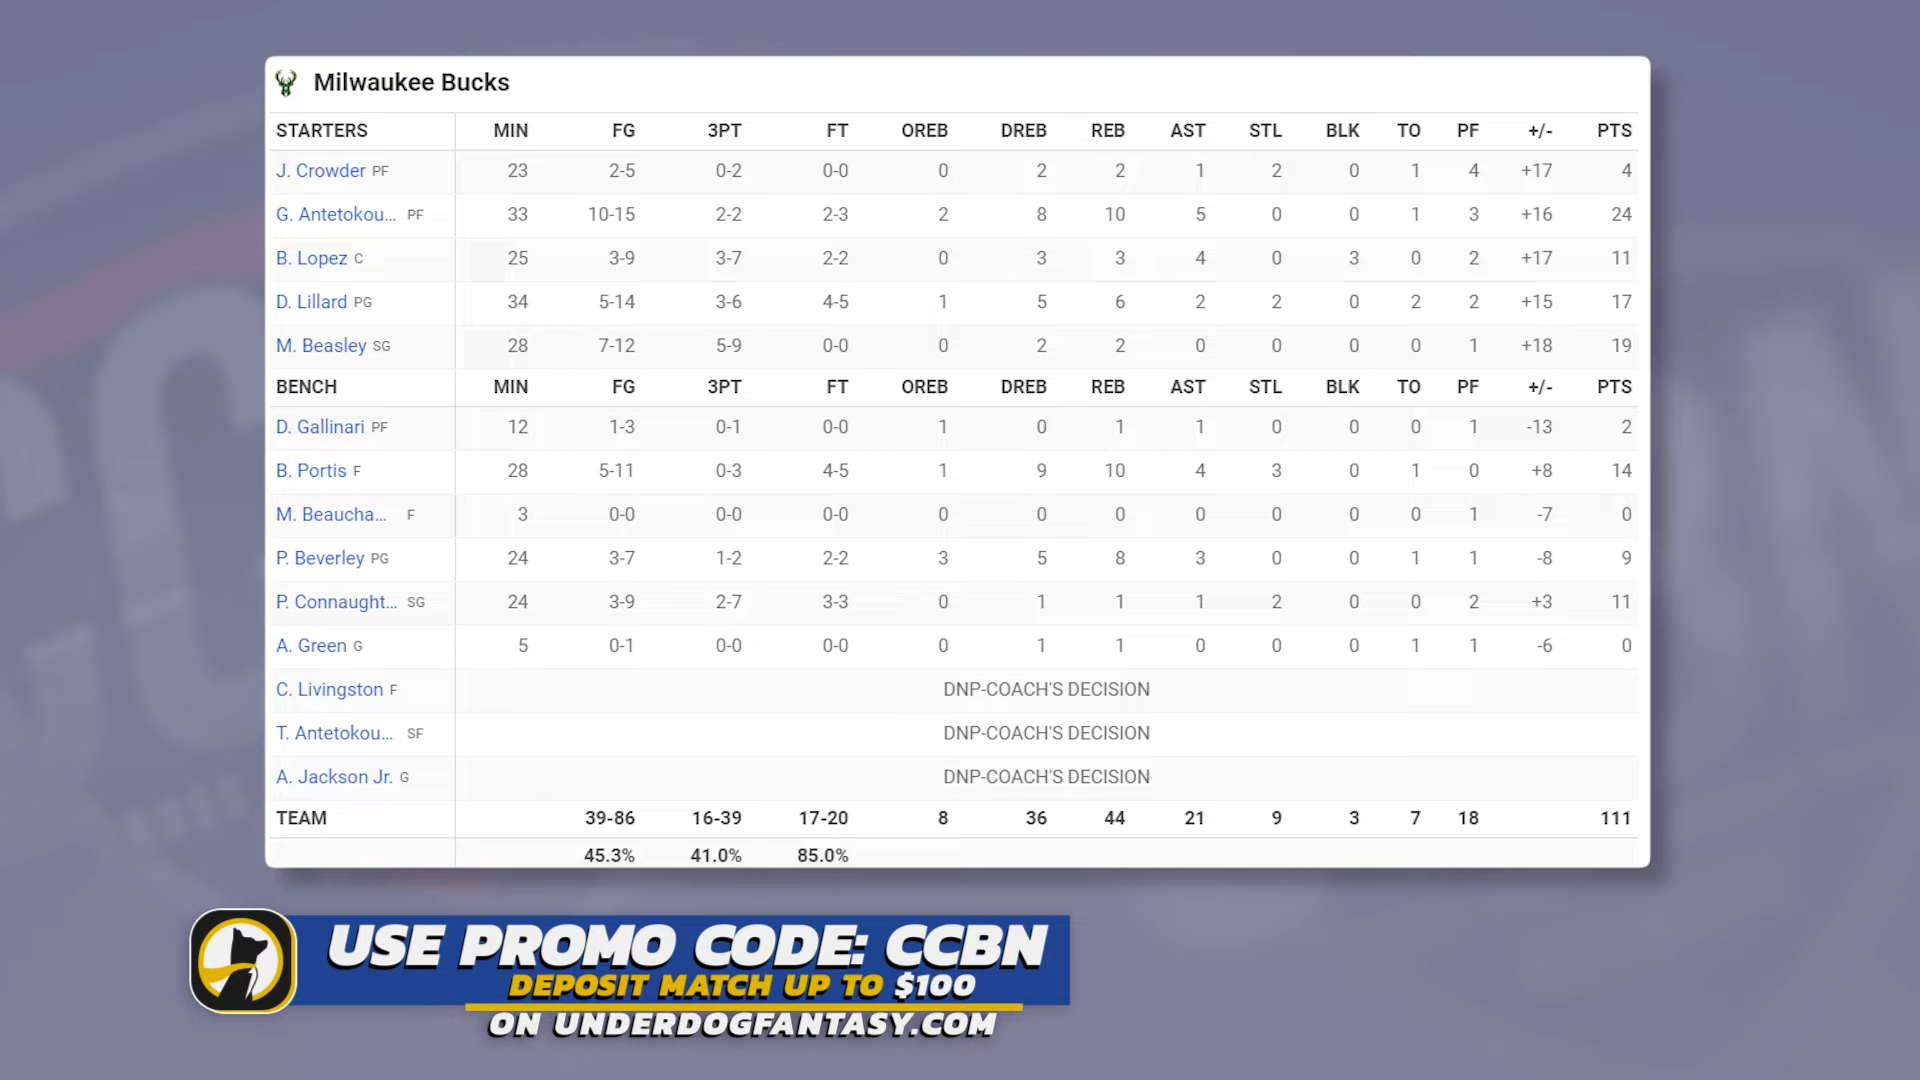 Milwaukee Bucks
STARTERS MIN FG 3PT FT OREB DREB REB AST STL BLK TO PF +/- PTS
J. Crowder PF 23 2-5 0-2 0-0 0 2 2 1 2 0 1 4 +17 4
G. Antetokou... PF 33 10-15 2-2 2-3 2 8 10 5 0 0 1 3 +16 24
B. Lopez C 25 3-9 3-7 2-2 0 3 3 4 0 3 0 2 +17 11
D. Lillard PG 34 5-14 3-6 4-5 1 5 6 2 2 0 2 2 +15 17
M. Beasley SG 28 7-12 5-9 0-0 0 2 2 0 0 0 0 1 +18 19
BENCH MIN FG 3PT FT OREB DREB REB AST STL BLK TO PF +/- PTS
D. Gallinari PF 12 1-3 0-1 0-0 1 0 1 1 0 0 0 1 -13 2
B. Portis F 28 5-11 0-3 4-5 1 9 10 4 3 0 1 0 +8 14
M. Beaucha... F 3 0-0 0-0 0-0 0 0 0 0 0 0 0 1 -7 0
P. Beverley PG 24 3-7 1-2 2-2 3 5 8 3 0 0 1 1 -8 9
P. Connaught... SG 24 3-9 2-7 3-3 0 1 1 1 2 0 0 2 +3 11
A. Green G 5 0-1 0-0 0-0 0 1 1 0 0 0 1 1 -6 0
C. Livingston F DNP-COACH'S DECISION
T. Antetokou... SF DNP-COACH'S DECISION
A. Jackson Jr. G DNP-COACH'S DECISION
TEAM 39-86 16-39 17-20 8 36 44 21 9 3 7 18 111
45.3% 41.0% 85.0%
USE PROMO CODE: CCBN
DEPOSIT MATCH UP TO $100
ON UNDERDOGFANTASY.COM